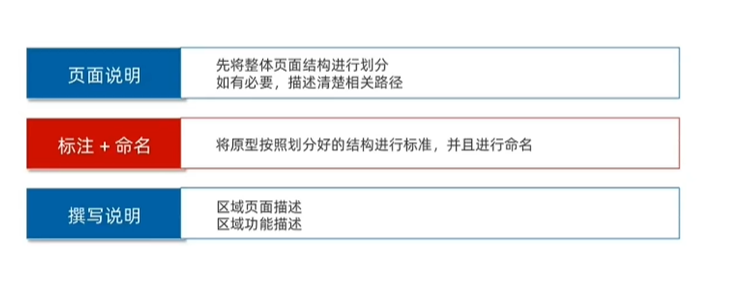 页面说明
先将整体页面结构进行划分
如有必要，描述清楚相关路径
标注 + 命名
将原型按照划分好的结构进行标准，并且进行命名
撰写说明
区域页面描述
区域功能描述